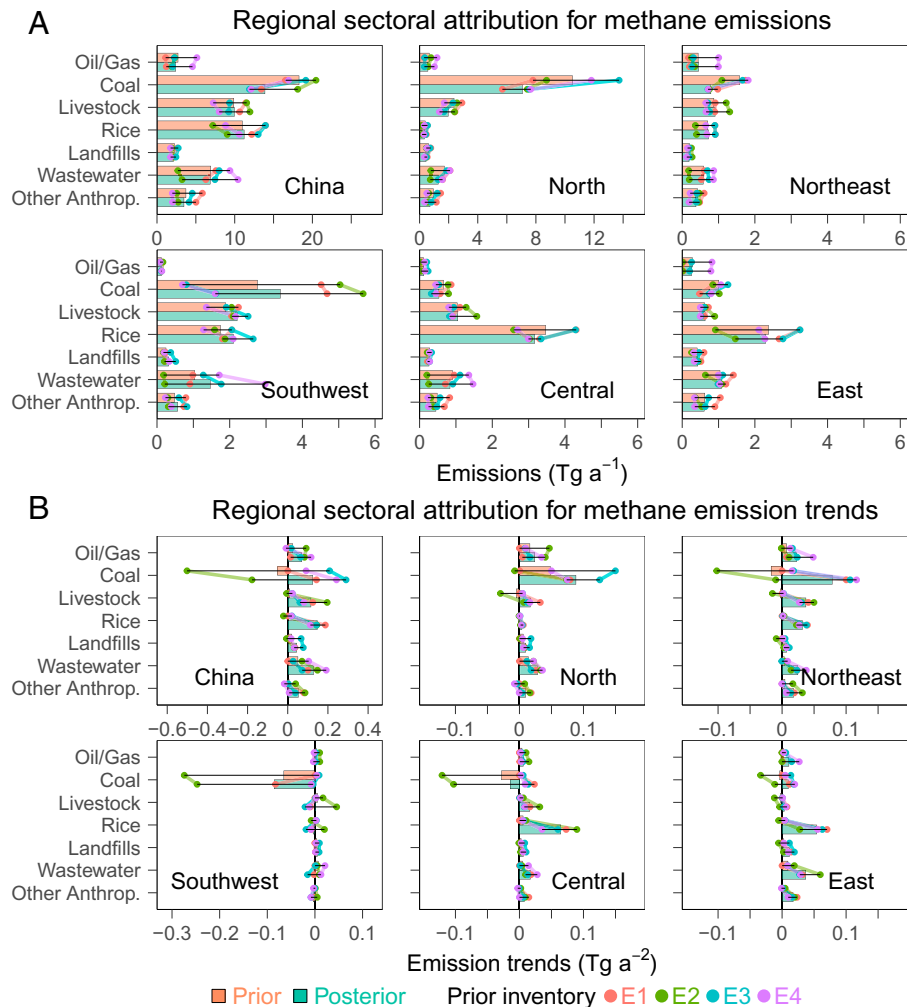 A
Regional sectoral attribution for methane emissions
Oil/Gas
Coal
Livestock
Rice
Landfills
Wastewater
Other Anthrop.
China
North
Northeast
0 10 20
0 4 8 12
0 2 4 6
Oil/Gas
Coal
Livestock
Rice
Landfills
Wastewater
Other Anthrop.
Southwest
Central
East
0 2 4 6
0 2 4 6
0 2 4 6
Emissions (Tg a⁻¹)
B
Regional sectoral attribution for methane emission trends
Oil/Gas
Coal
Livestock
Rice
Landfills
Wastewater
Other Anthrop.
China
North
Northeast
−0.6 −0.2 0 0.2 0.4
−0.1 0 0.1
−0.1 0 0.1
Oil/Gas
Coal
Livestock
Rice
Landfills
Wastewater
Other Anthrop.
Southwest
Central
East
−0.3 −0.2 −0.1 0 0.1
−0.1 0 0.1
−0.1 0 0.1
Emission trends (Tg a⁻²)
Prior Posterior Prior inventory E1 E2 E3 E4